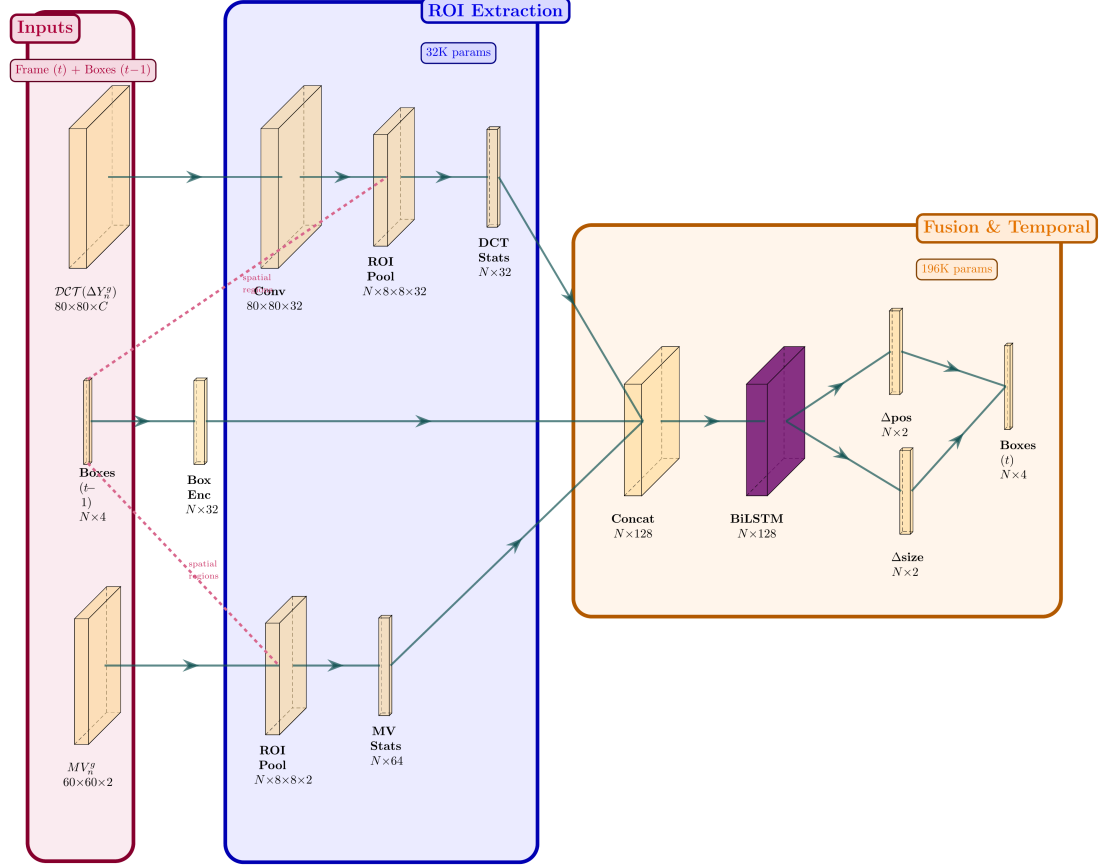 Inputs
Frame (t) + Boxes (t−1)
ROI Extraction
32K params
𝒟𝒞𝒯(ΔY_n^g)
80×80×C
spatial
regions
Conv
80×80×32
ROI
Pool
N×8×8×32
DCT
Stats
N×32
Boxes
(t−
1)
N×4
Box
Enc
N×32
spatial
regions
MV_n^g
60×60×2
ROI
Pool
N×8×8×2
MV
Stats
N×64
Fusion & Temporal
196K params
Concat
N×128
BiLSTM
N×128
Δpos
N×2
Δsize
N×2
Boxes
(t)
N×4